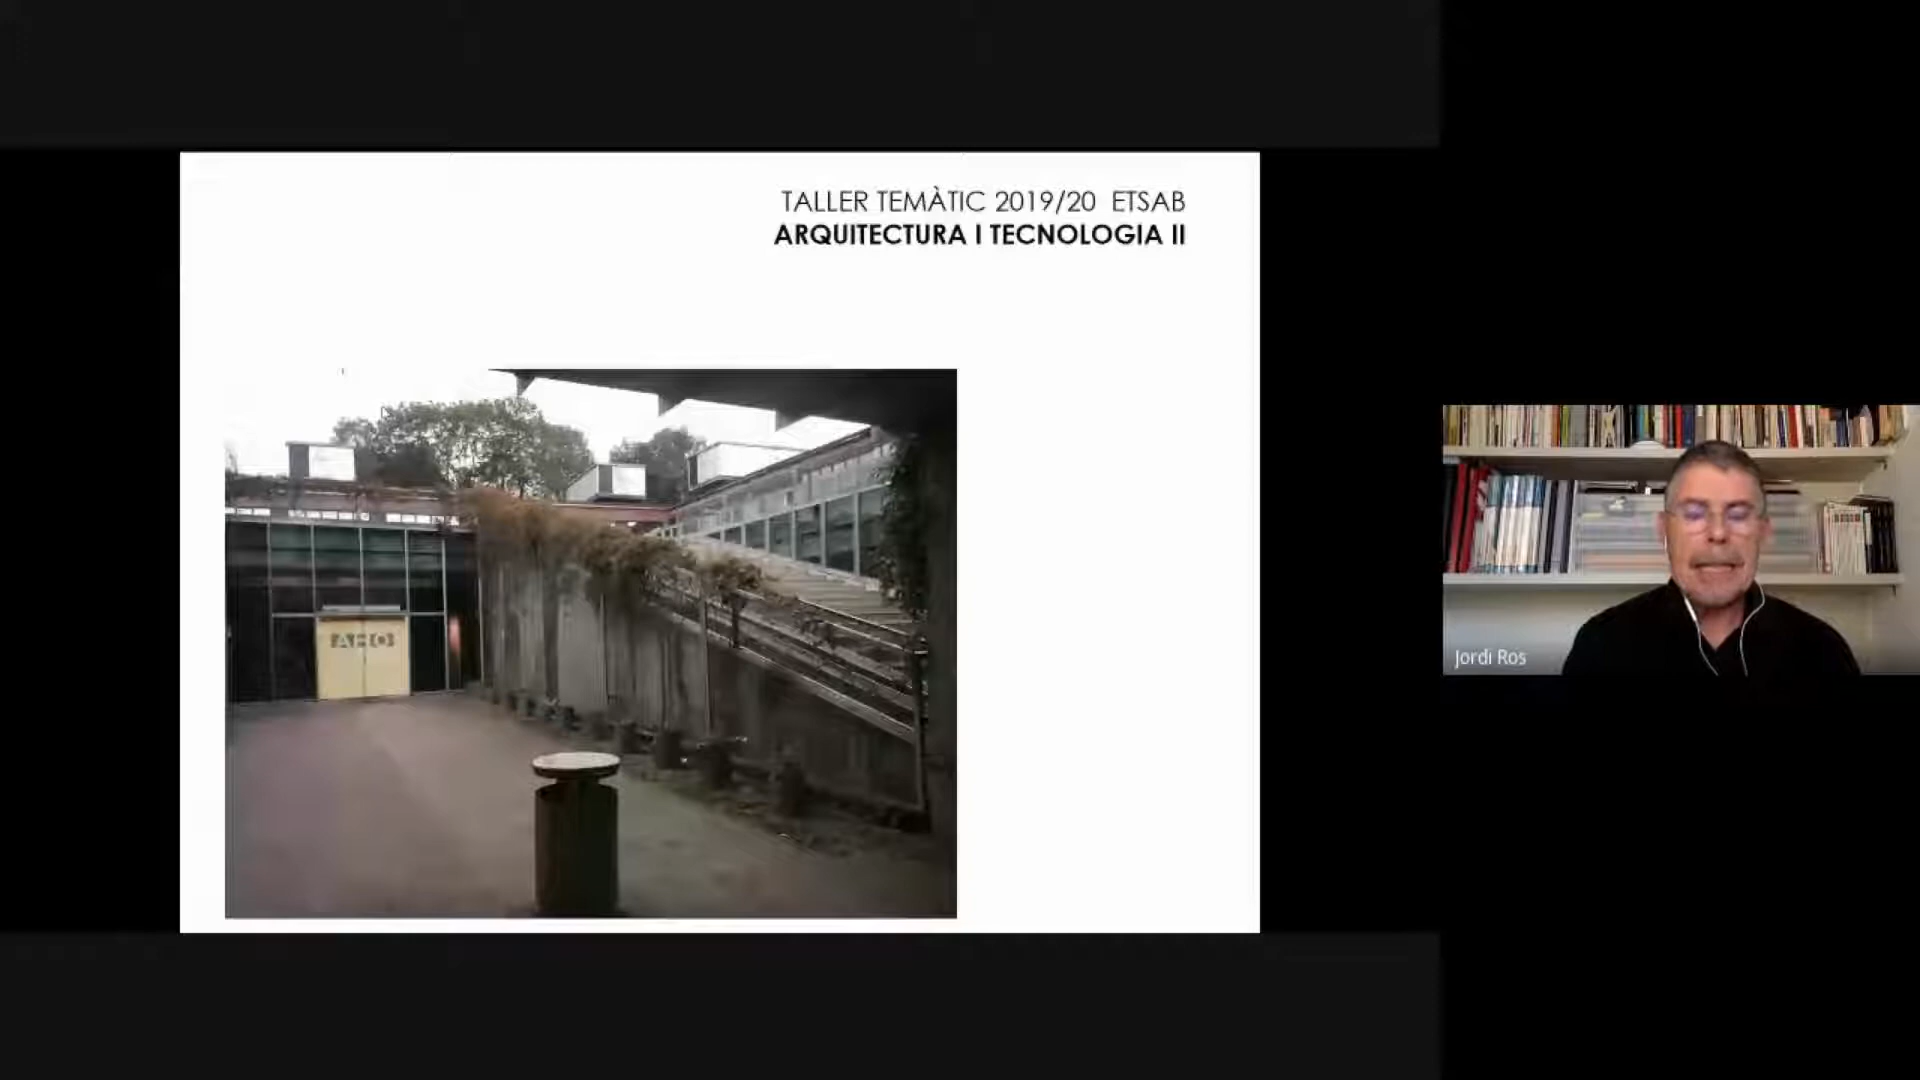 TALLER TEMÀTIC 2019/20 ETSAB
ARQUITECTURA I TECNOLOGIA II
AHO
Jordi Ros